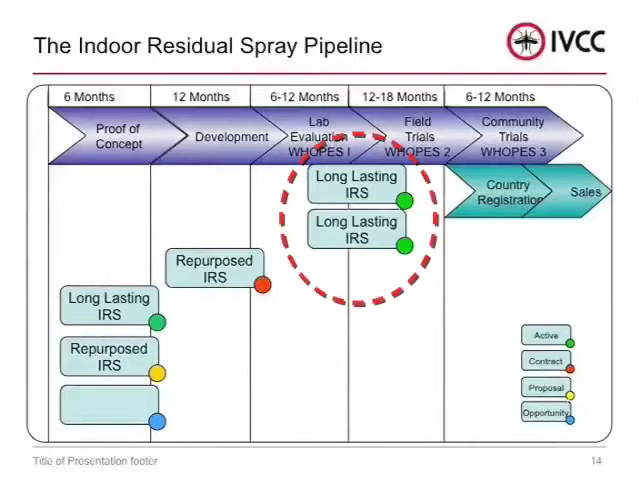 The Indoor Residual Spray Pipeline
IVCC
6 Months
12 Months
6-12 Months
12-18 Months
6-12 Months
Proof of
Concept
Development
Lab
Evaluation
WHOPES I
Field
Trials
WHOPES 2
Community
Trials
WHOPES 3
Country
Registration
Sales
Long Lasting
IRS
Long Lasting
IRS
Repurposed
IRS
Long Lasting
IRS
Repurposed
IRS
Active
Contract
Proposal
Opportunity
Title of Presentation footer
14